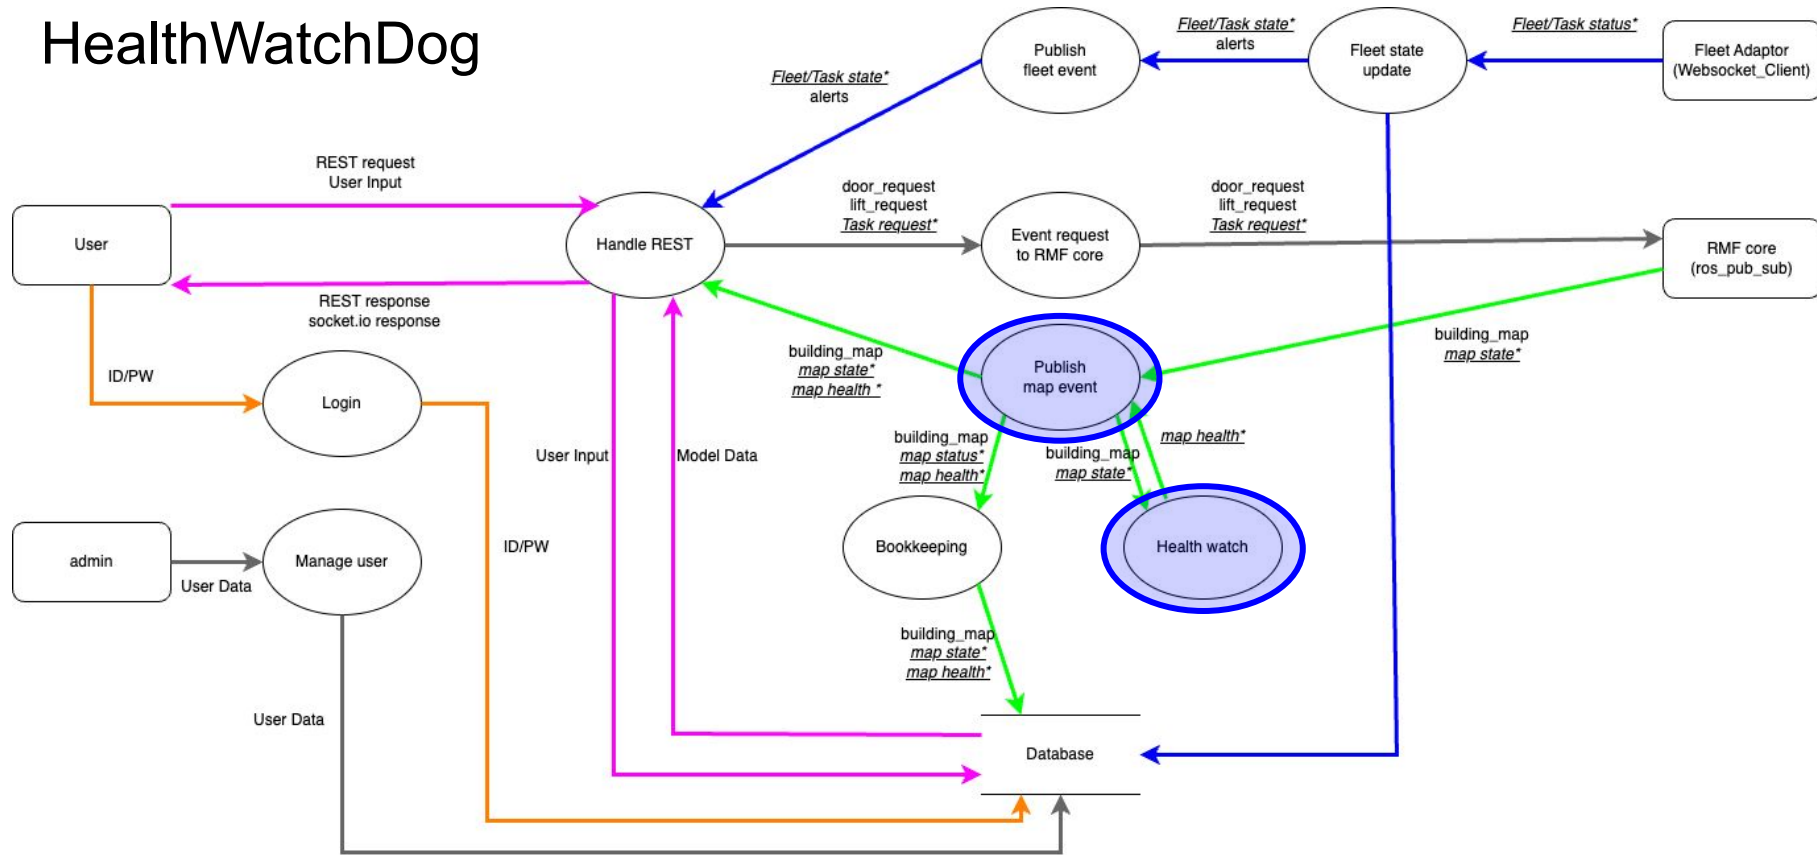 HealthWatchDog
Publish
fleet event
Fleet/Task state*
alerts
Fleet state
update
Fleet/Task status*
Fleet Adaptor
(Websocket_Client)
Fleet/Task state*
alerts
REST request
User Input
User
Handle REST
door_request
lift_request
Task request*
Event request
to RMF core
door_request
lift_request
Task request*
RMF core
(ros_pub_sub)
REST response
socket.io response
building_map
map state*
map health *
Publish
map event
building_map
map state*
ID/PW
Login
User Input
Model Data
building_map
map status*
map health*
building_map
map state*
map health*
admin
User Data
Manage user
ID/PW
Bookkeeping
Health watch
building_map
map state*
map health*
User Data
Database